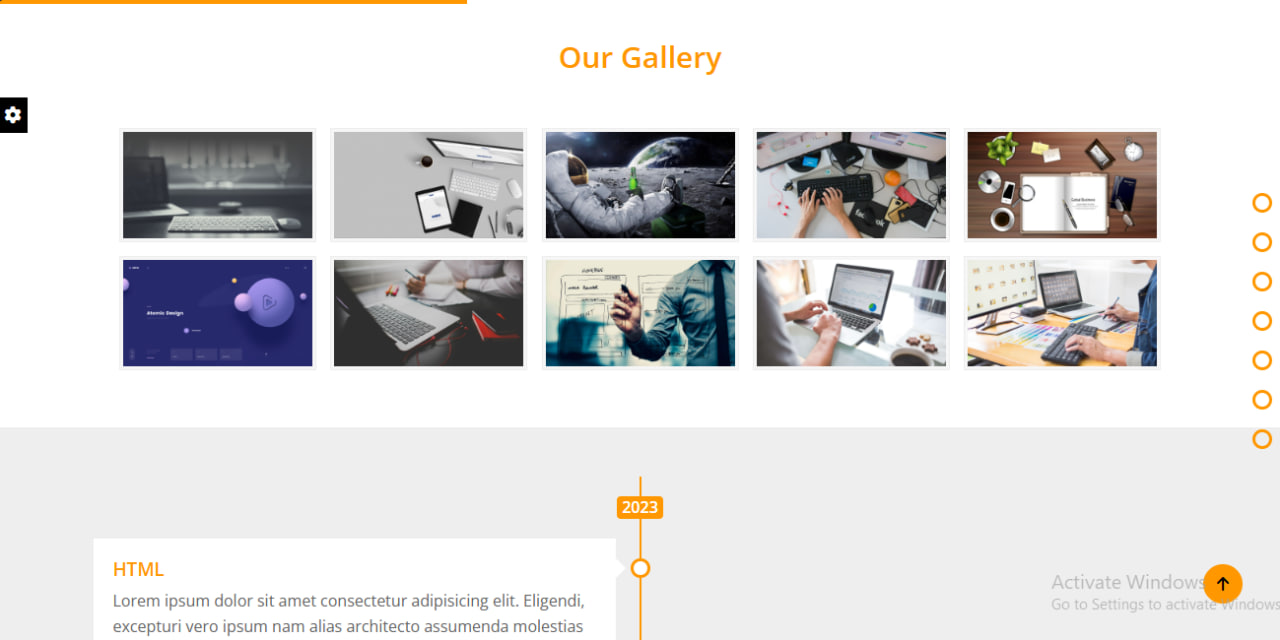 Our Gallery
Atomic Design
2023
HTML
Lorem ipsum dolor sit amet consectetur adipisicing elit. Eligendi,
excepturi vero ipsum nam alias architecto assumenda molestias
Activate Windows
Go to Settings to activate Windows